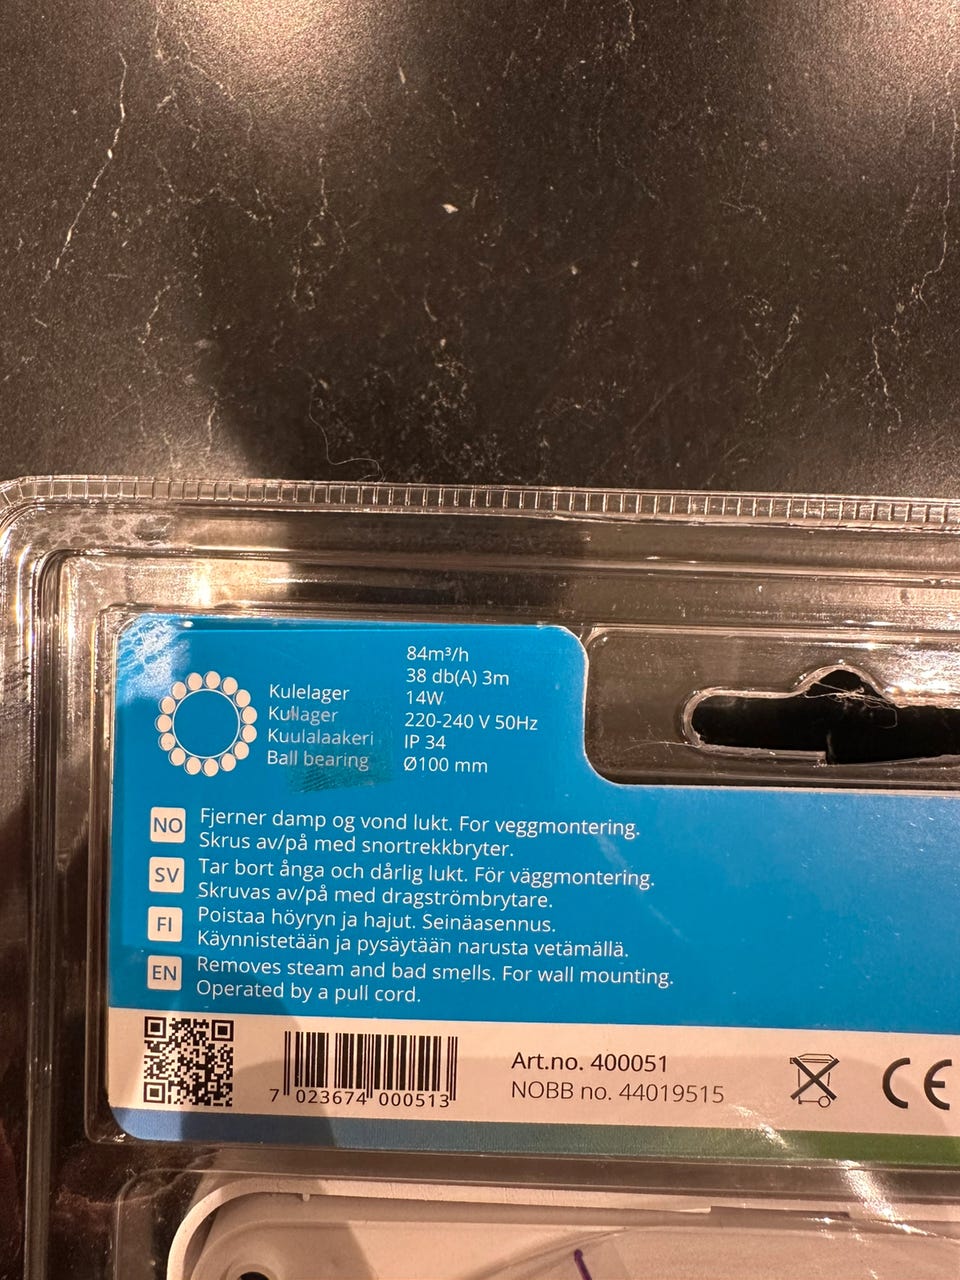 Kulelager
Kullager
Kuulalaakeri
Ball bearing
84m³/h
38 db(A) 3m
14W
220-240 V 50Hz
IP 34
Ø100 mm
NO
Fjerner damp og vond lukt. For veggmontering.
Skrus av/på med snortrekkbryter.
SV
Tar bort ånga och dårlig lukt. För väggmontering.
Skruvas av/på med dragströmbrytare.
FI
Poistaa höyryn ja hajut. Seinäasennus.
Käynnistetään ja pysäytään narusta vetämällä.
EN
Removes steam and bad smells. For wall mounting.
Operated by a pull cord.
7 023674 000513
Art.no. 400051
NOBB no. 44019515
CE